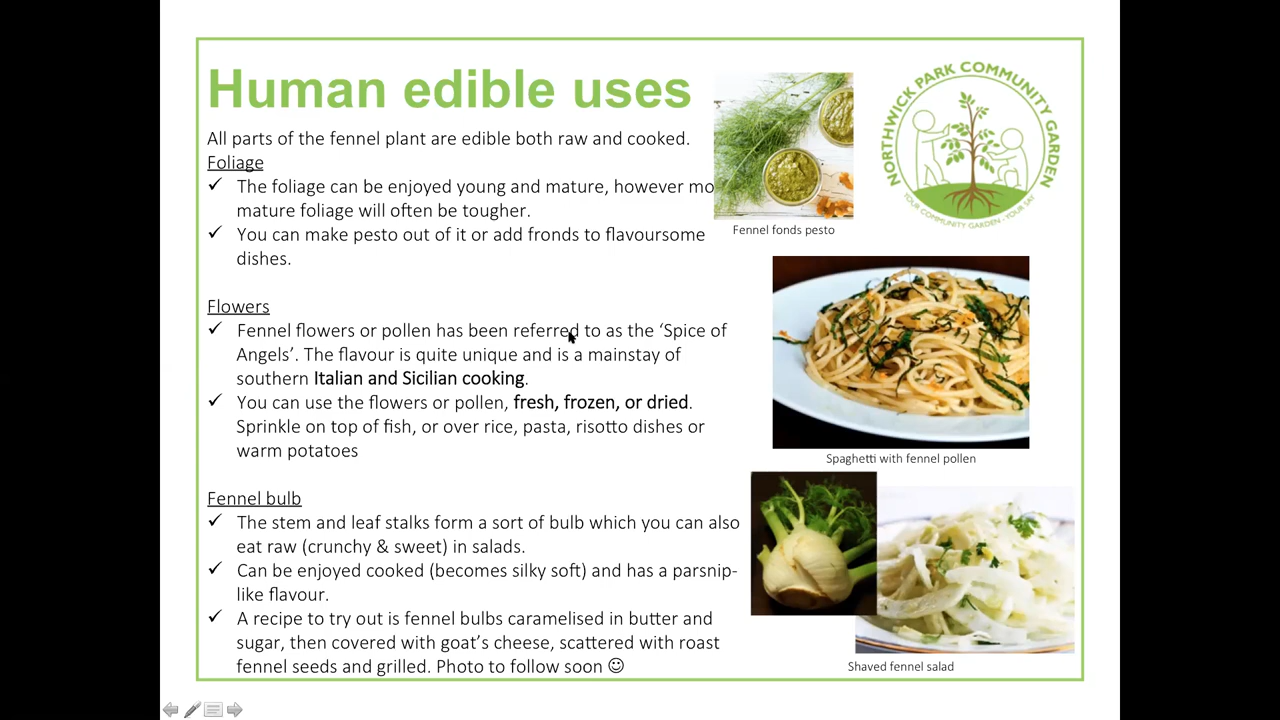 Human edible uses
All parts of the fennel plant are edible both raw and cooked.
Foliage
✓ The foliage can be enjoyed young and mature, however mo
mature foliage will often be tougher.
✓ You can make pesto out of it or add fronds to flavoursome
dishes.
Flowers
✓ Fennel flowers or pollen has been referred to as the ‘Spice of
Angels’. The flavour is quite unique and is a mainstay of
southern Italian and Sicilian cooking.
✓ You can use the flowers or pollen, fresh, frozen, or dried.
Sprinkle on top of fish, or over rice, pasta, risotto dishes or
warm potatoes
Fennel bulb
✓ The stem and leaf stalks form a sort of bulb which you can also
eat raw (crunchy & sweet) in salads.
✓ Can be enjoyed cooked (becomes silky soft) and has a parsnip-
like flavour.
✓ A recipe to try out is fennel bulbs caramelised in butter and
sugar, then covered with goat’s cheese, scattered with roast
fennel seeds and grilled. Photo to follow soon ☺
Fennel fonds pesto
NORTHWICK PARK COMMUNITY GARDEN
YOUR COMMUNITY GARDEN - YOUR SAY
Spaghetti with fennel pollen
Shaved fennel salad